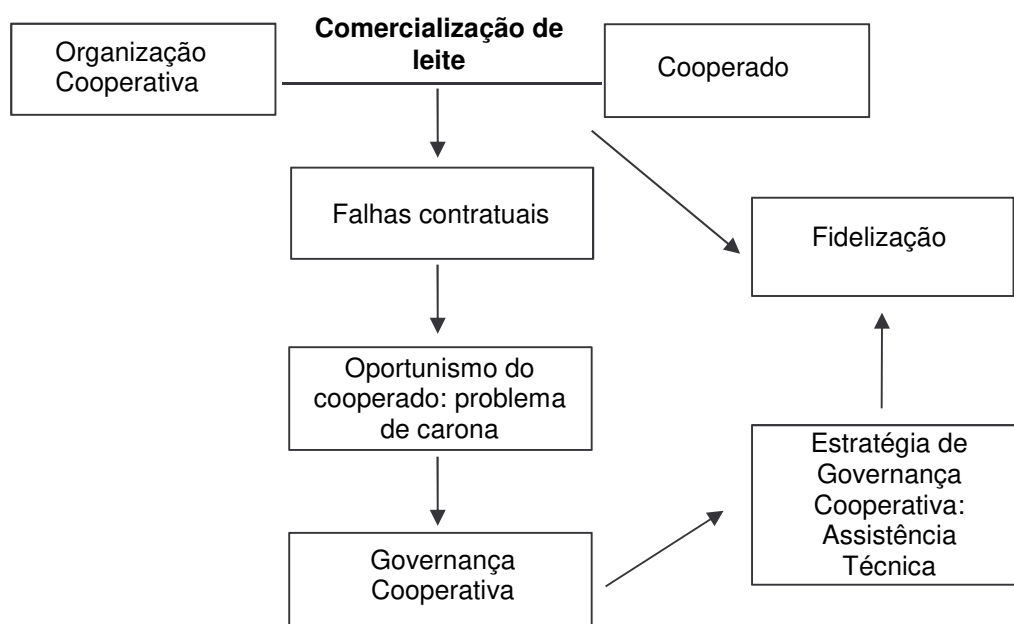 Organização
Cooperativa
Comercialização de
leite
Cooperado
Falhas contratuais
Fidelização
Oportunismo do
cooperado: problema
de carona
Estratégia de
Governança
Cooperativa:
Assistência
Técnica
Governança
Cooperativa